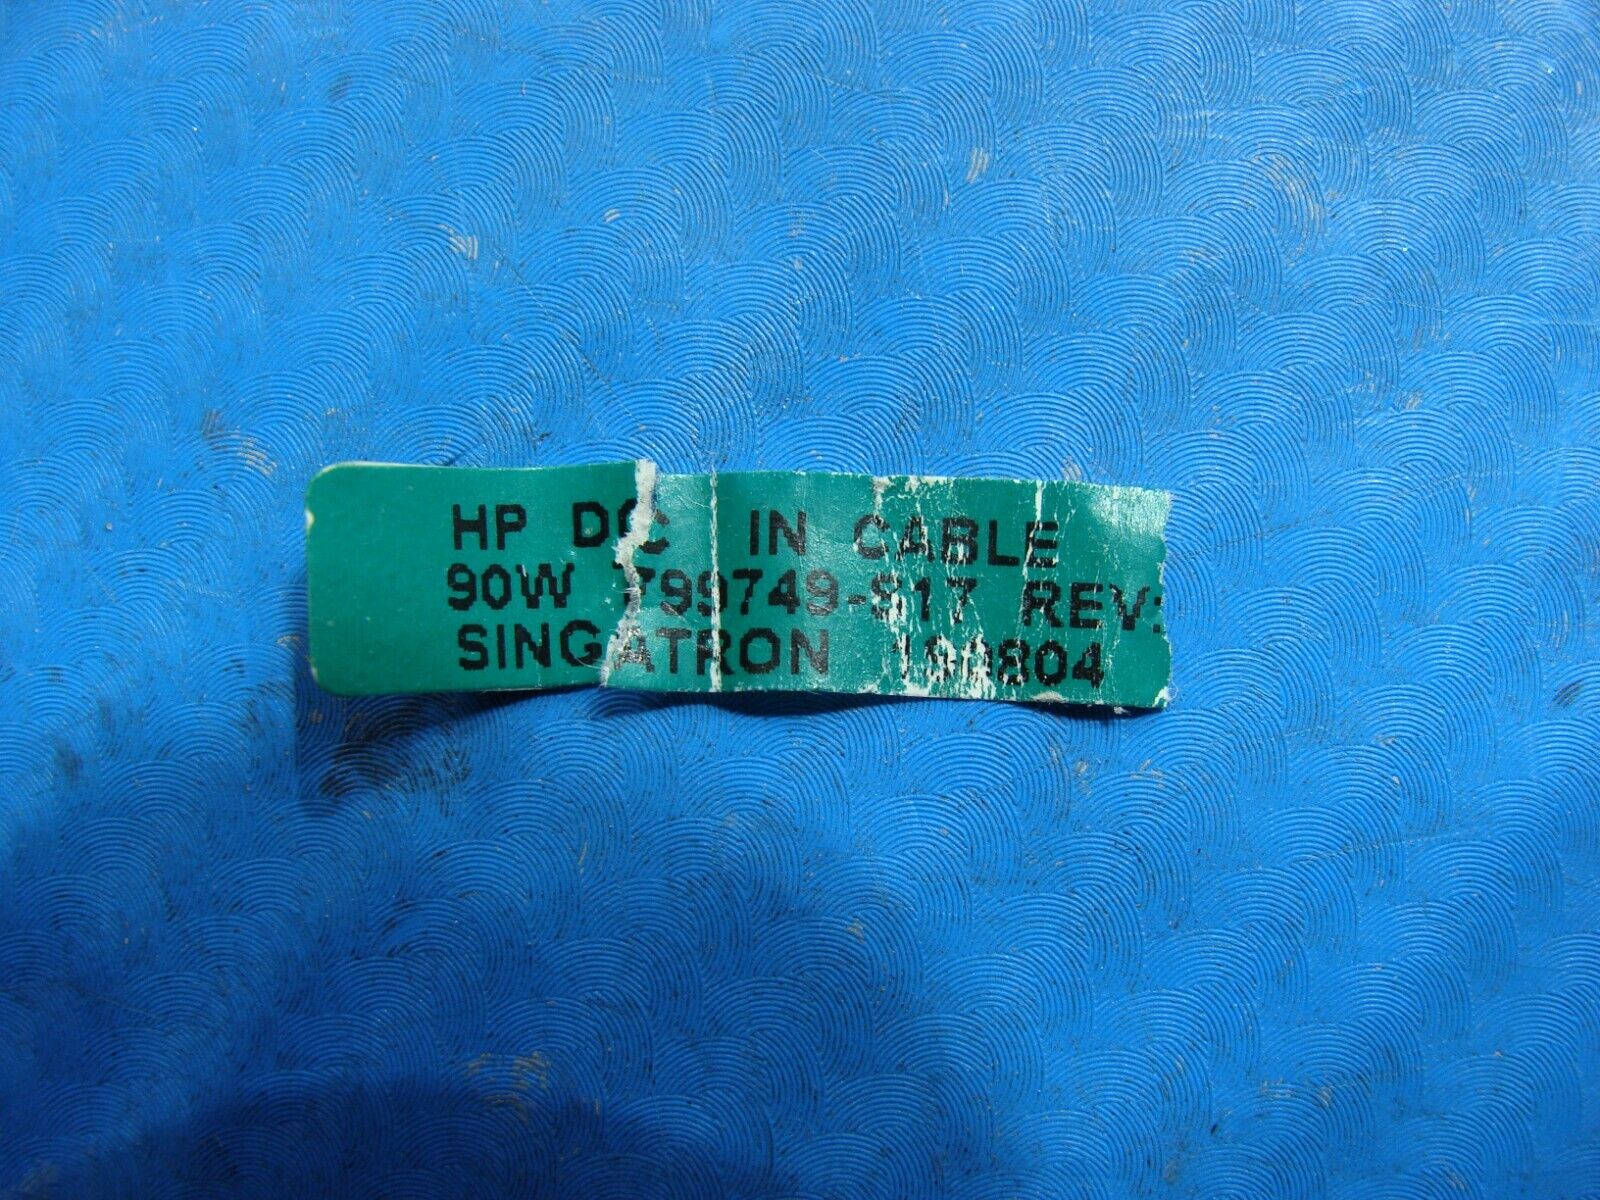 HP DC IN CABLE
90W 799749-S17 REV:
SINGATRON 190804